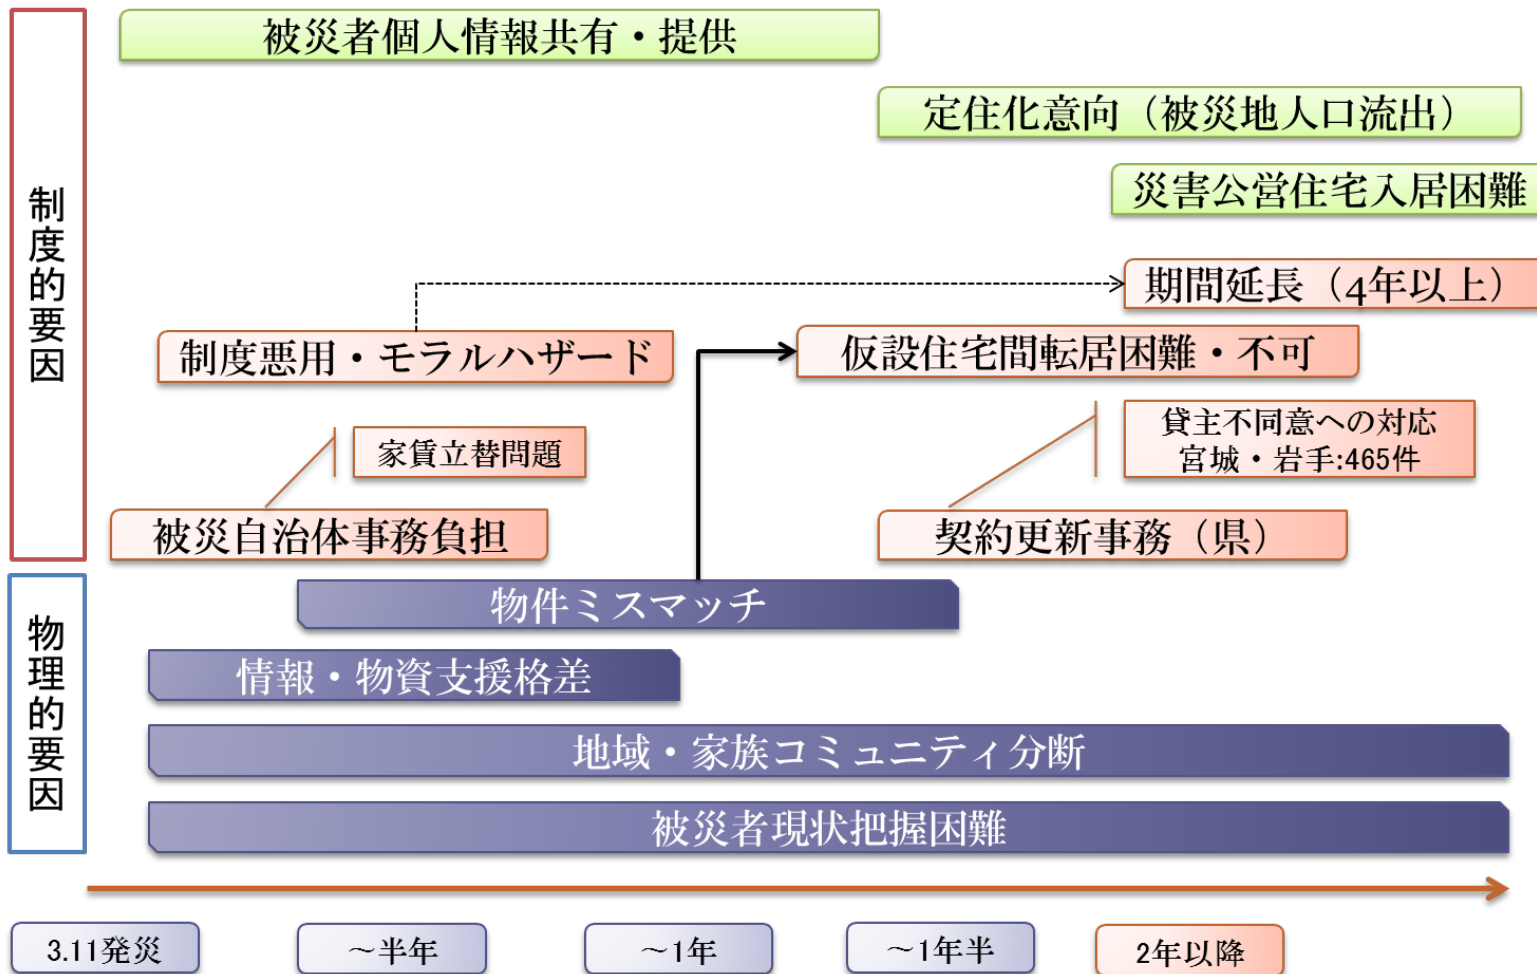 制度的要因
被災者個人情報共有・提供
定住化意向（被災地人口流出）
災害公営住宅入居困難
期間延長（4年以上）
制度悪用・モラルハザード
仮設住宅間転居困難・不可
家賃立替問題
貸主不同意への対応
宮城・岩手:465件
被災自治体事務負担
契約更新事務（県）
物理的要因
物件ミスマッチ
情報・物資支援格差
地域・家族コミュニティ分断
被災者現状把握困難
3.11発災
～半年
～1年
～1年半
2年以降